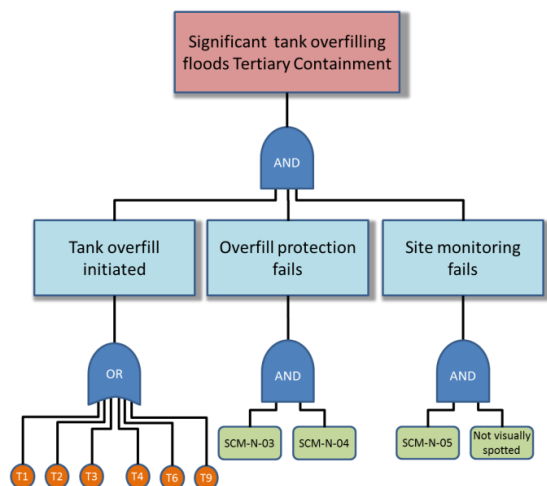 Significant tank overfilling
floods Tertiary Containment
AND
Tank overfill
initiated
Overfill protection
fails
Site monitoring
fails
OR
AND
AND
SCM-N-03
SCM-N-04
SCM-N-05
Not visually
spotted
T1
T2
T3
T4
T6
T9